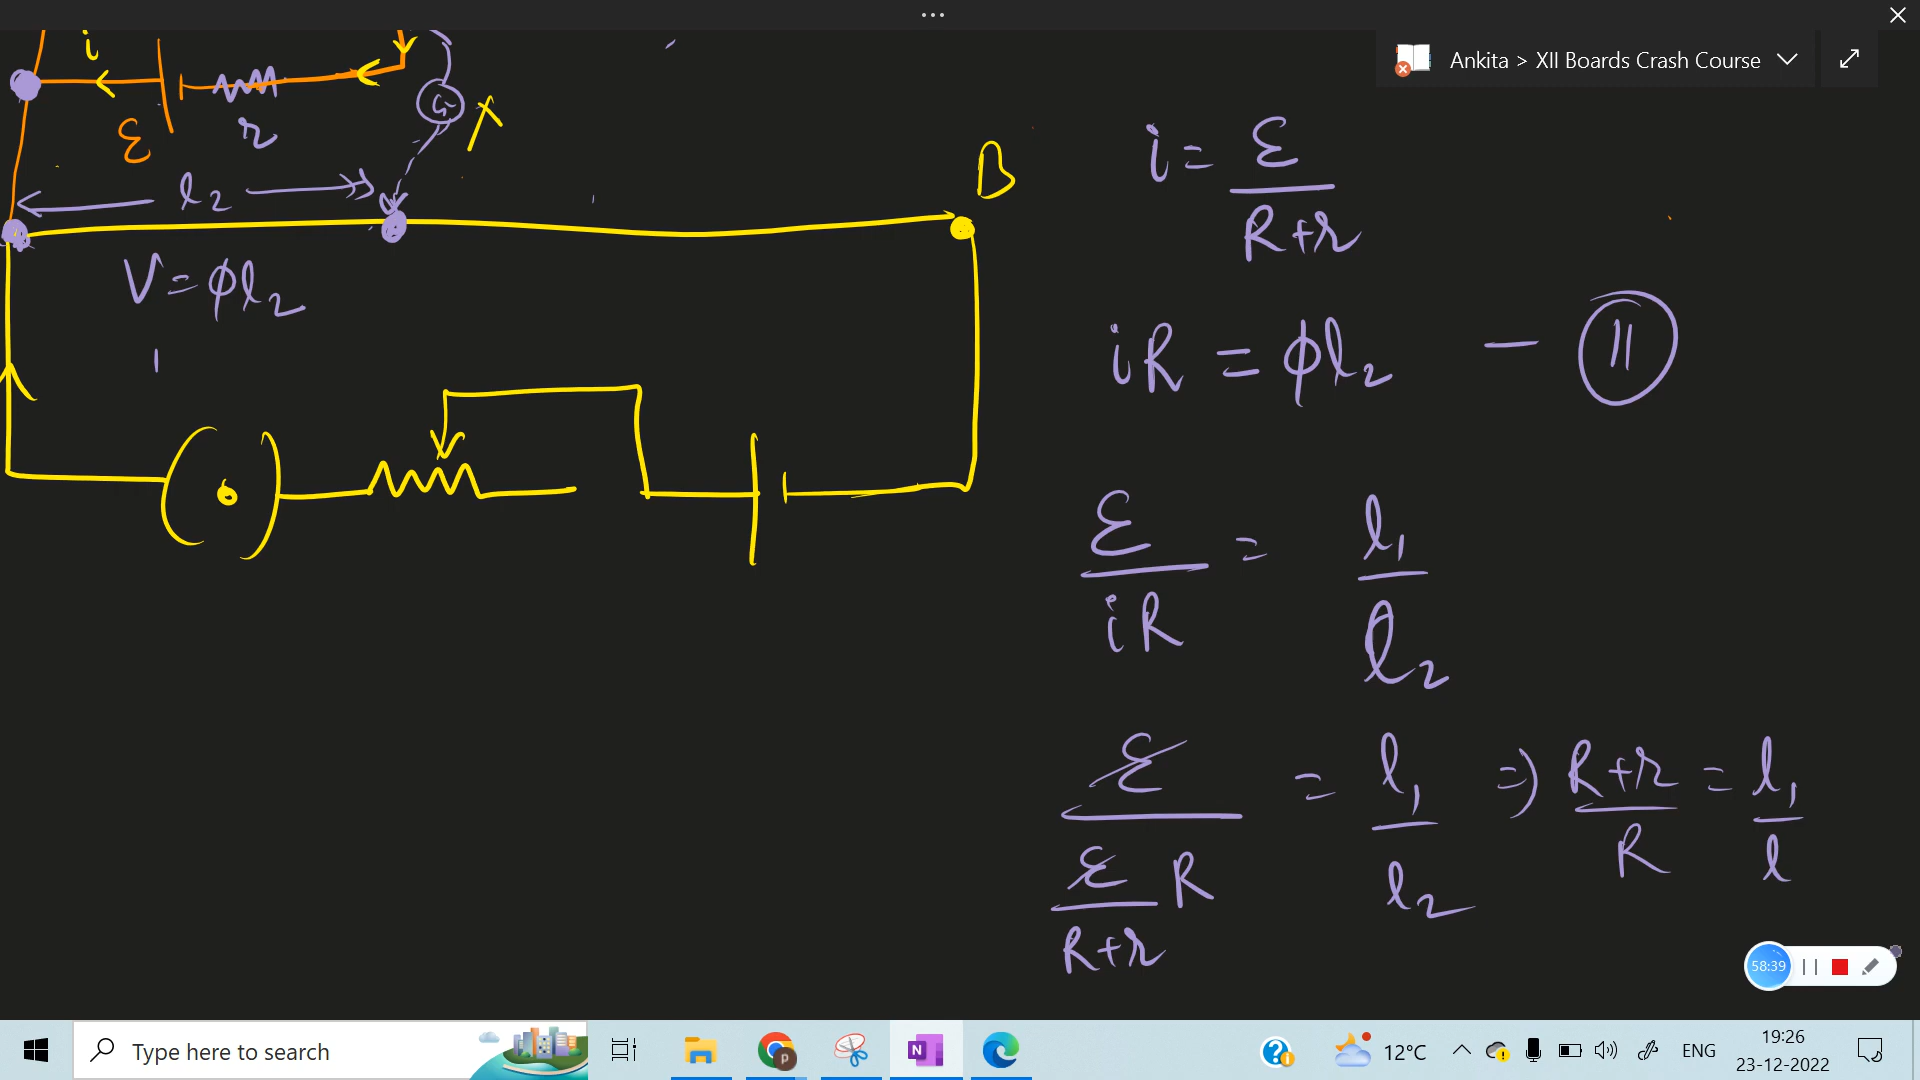 Ankita > XII Boards Crash Course
i
ε
r
G
l₂
B
V = ϕl₂
i = ε / R+r
iR = ϕl₂ — II
ε / iR = l₁ / l₂
ε / (ε / R+r) R = l₁ / l₂ ⇒ R+r / R = l₁ / l
58:39
Type here to search
12°C
ENG
19:26
23-12-2022